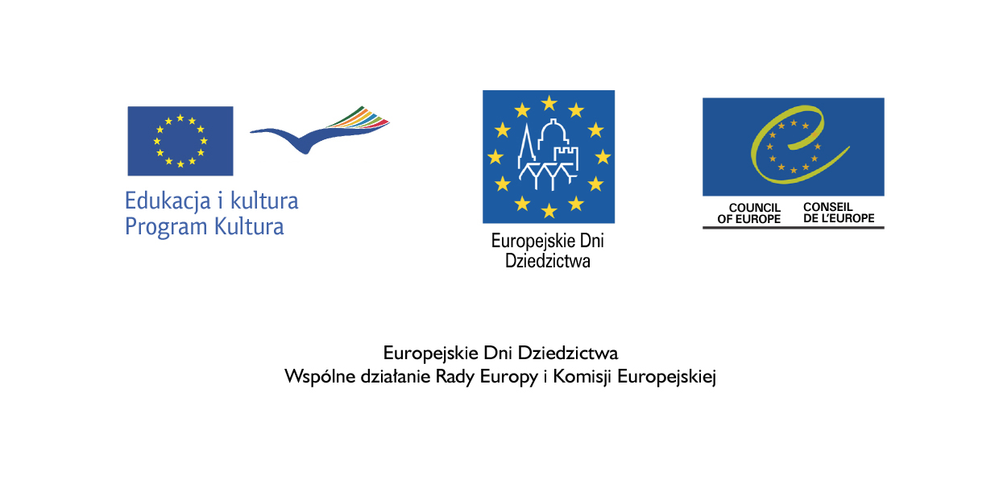 Edukacja i kultura
Program Kultura
Europejskie Dni
Dziedzictwa
COUNCIL
OF EUROPE
CONSEIL
DE L'EUROPE
Europejskie Dni Dziedzictwa
Wspólne działanie Rady Europy i Komisji Europejskiej